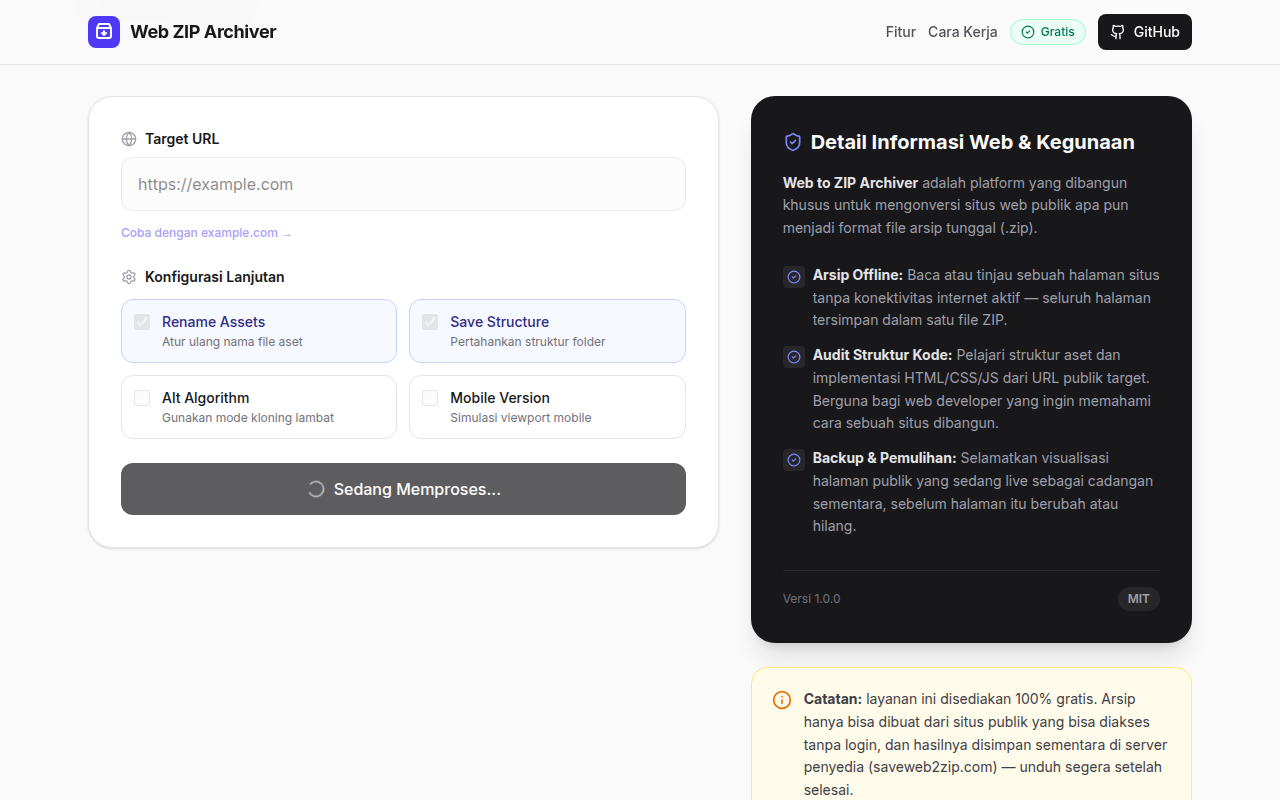 Web ZIP Archiver
Fitur
Cara Kerja
Gratis
GitHub
Target URL
https://example.com
Coba dengan example.com →
Konfigurasi Lanjutan
Rename Assets
Atur ulang nama file aset
Save Structure
Pertahankan struktur folder
Alt Algorithm
Gunakan mode kloning lambat
Mobile Version
Simulasi viewport mobile
Sedang Memproses...
Detail Informasi Web & Kegunaan
Web to ZIP Archiver adalah platform yang dibangun
khusus untuk mengonversi situs web publik apa pun
menjadi format file arsip tunggal (.zip).
Arsip Offline: Baca atau tinjau sebuah halaman situs
tanpa konektivitas internet aktif — seluruh halaman
tersimpan dalam satu file ZIP.
Audit Struktur Kode: Pelajari struktur aset dan
implementasi HTML/CSS/JS dari URL publik target.
Berguna bagi web developer yang ingin memahami
cara sebuah situs dibangun.
Backup & Pemulihan: Selamatkan visualisasi
halaman publik yang sedang live sebagai cadangan
sementara, sebelum halaman itu berubah atau
hilang.
Versi 1.0.0
MIT
Catatan: layanan ini disediakan 100% gratis. Arsip
hanya bisa dibuat dari situs publik yang bisa diakses
tanpa login, dan hasilnya disimpan sementara di server
penyedia (saveweb2zip.com) — unduh segera setelah
selesai.